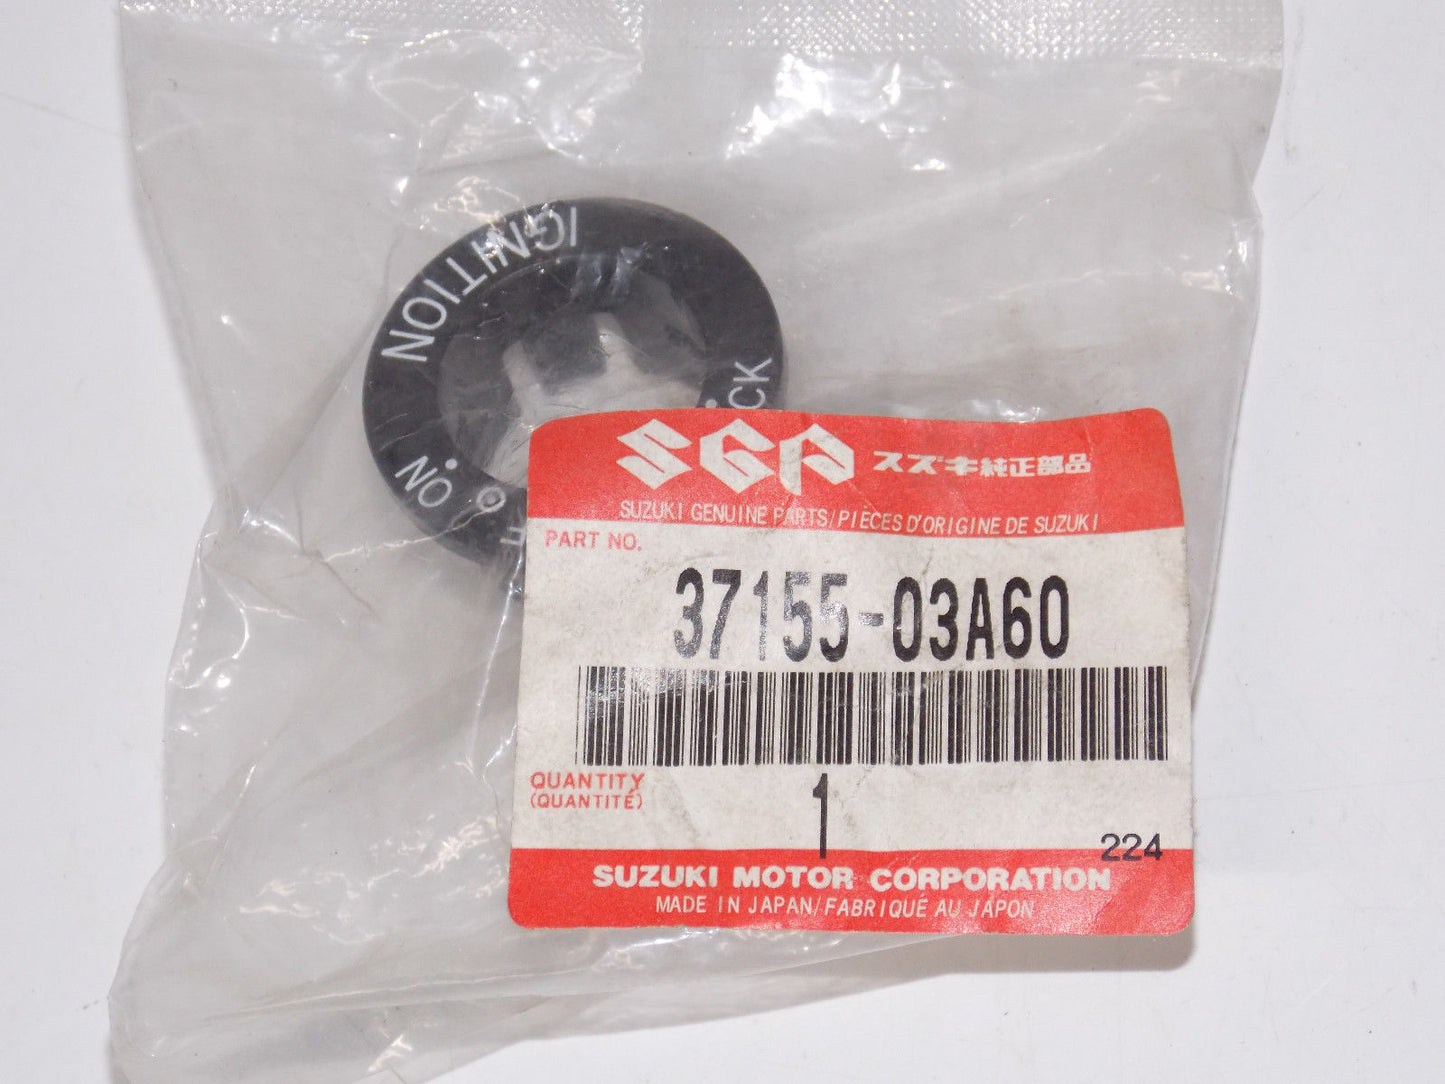 IGNITION
ON
SGP スズキ純正部品
SUZUKI GENUINE PARTS/PIÈCES D'ORIGINE DE SUZUKI
PART NO.
37155-03A60
QUANTITY
(QUANTITÉ)
1
224
SUZUKI MOTOR CORPORATION
MADE IN JAPAN/FABRIQUÉ AU JAPON